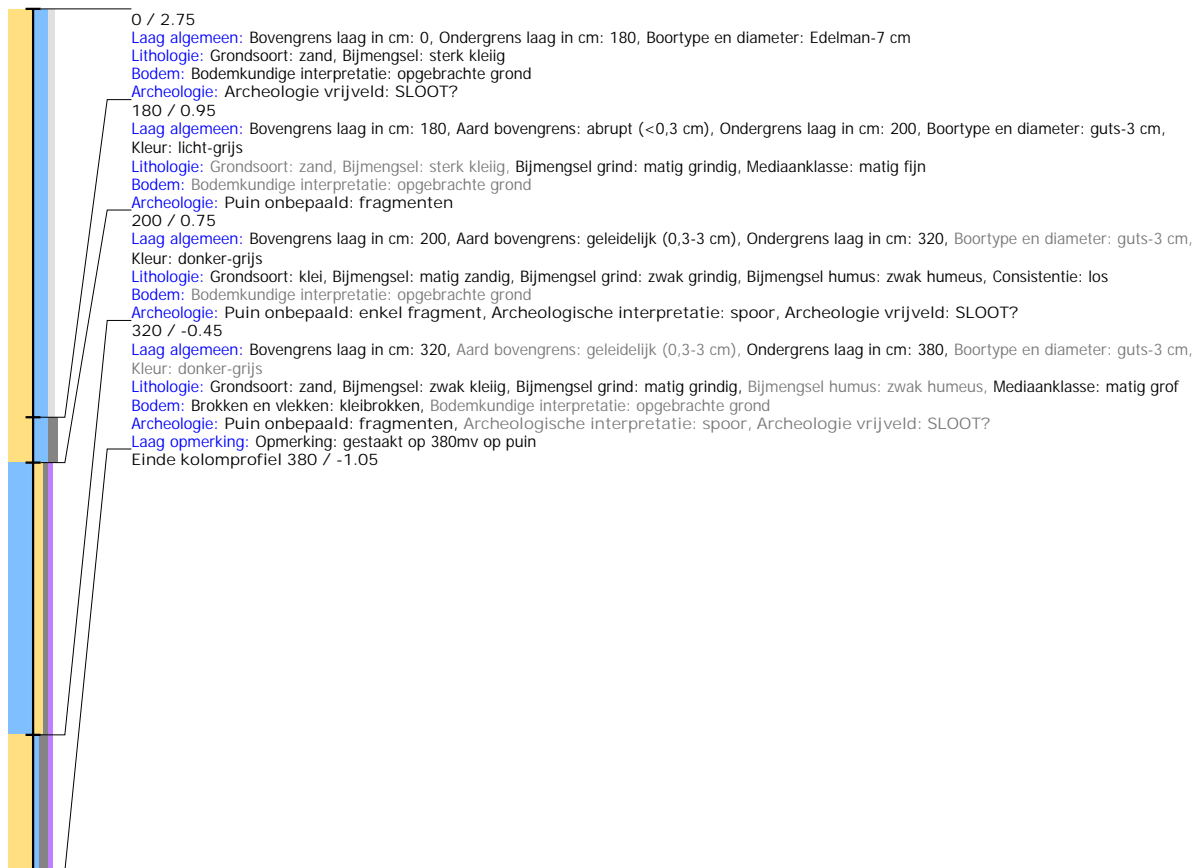 0 / 2.75
Laag algemeen: Bovengrens laag in cm: 0, Ondergrens laag in cm: 180, Boortype en diameter: Edelman-7 cm
Lithologie: Grondsoort: zand, Bijmengsel: sterk kleiig
Bodem: Bodemkundige interpretatie: opgebrachte grond
Archeologie: Archeologie vrijveld: SLOOT?
180 / 0.95
Laag algemeen: Bovengrens laag in cm: 180, Aard bovengrens: abrupt (<0,3 cm), Ondergrens laag in cm: 200, Boortype en diameter: guts-3 cm,
Kleur: licht-grijs
Lithologie: Grondsoort: zand, Bijmengsel: sterk kleiig, Bijmengsel grind: matig grindig, Mediaanklasse: matig fijn
Bodem: Bodemkundige interpretatie: opgebrachte grond
Archeologie: Puin onbepaald: fragmenten
200 / 0.75
Laag algemeen: Bovengrens laag in cm: 200, Aard bovengrens: geleidelijk (0,3-3 cm), Ondergrens laag in cm: 320, Boortype en diameter: guts-3 cm,
Kleur: donker-grijs
Lithologie: Grondsoort: klei, Bijmengsel: matig zandig, Bijmengsel grind: zwak grindig, Bijmengsel humus: zwak humeus, Consistentie: los
Bodem: Bodemkundige interpretatie: opgebrachte grond
Archeologie: Puin onbepaald: enkel fragment, Archeologische interpretatie: spoor, Archeologie vrijveld: SLOOT?
320 / -0.45
Laag algemeen: Bovengrens laag in cm: 320, Aard bovengrens: geleidelijk (0,3-3 cm), Ondergrens laag in cm: 380, Boortype en diameter: guts-3 cm,
Kleur: donker-grijs
Lithologie: Grondsoort: zand, Bijmengsel: zwak kleiig, Bijmengsel grind: matig grindig, Bijmengsel humus: zwak humeus, Mediaanklasse: matig grof
Bodem: Brokken en vlekken: kleibrokken, Bodemkundige interpretatie: opgebrachte grond
Archeologie: Puin onbepaald: fragmenten, Archeologische interpretatie: spoor, Archeologie vrijveld: SLOOT?
Laag opmerking: Opmerking: gestaakt op 380mv op puin
Einde kolomprofiel 380 / -1.05